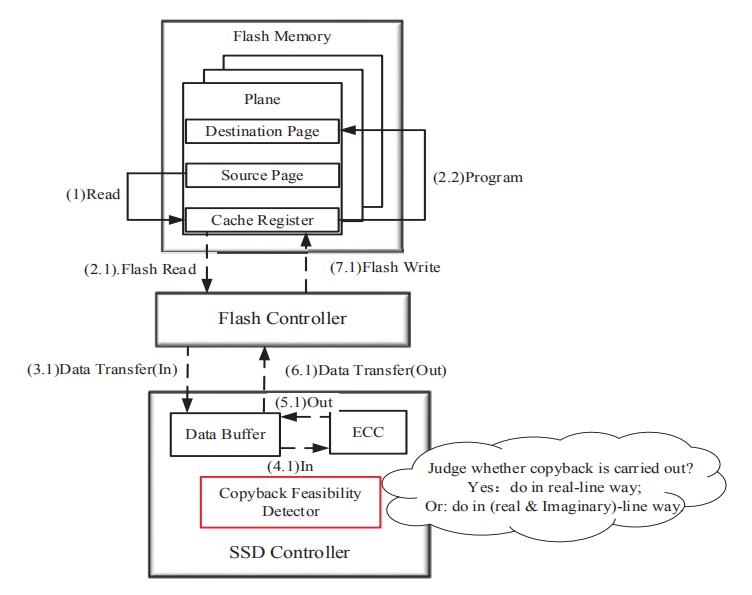 Flash Memory
Plane
Destination Page
Source Page
Cache Register
(1)Read
(2.2)Program
(2.1).Flash Read
(7.1)Flash Write
Flash Controller
(3.1)Data Transfer(In)
(6.1)Data Transfer(Out)
(5.1)Out
Data Buffer
ECC
(4.1)In
Copyback Feasibility
Detector
SSD Controller
Judge whether copyback is carried out?
Yes: do in real-line way;
Or: do in (real & Imaginary)-line way